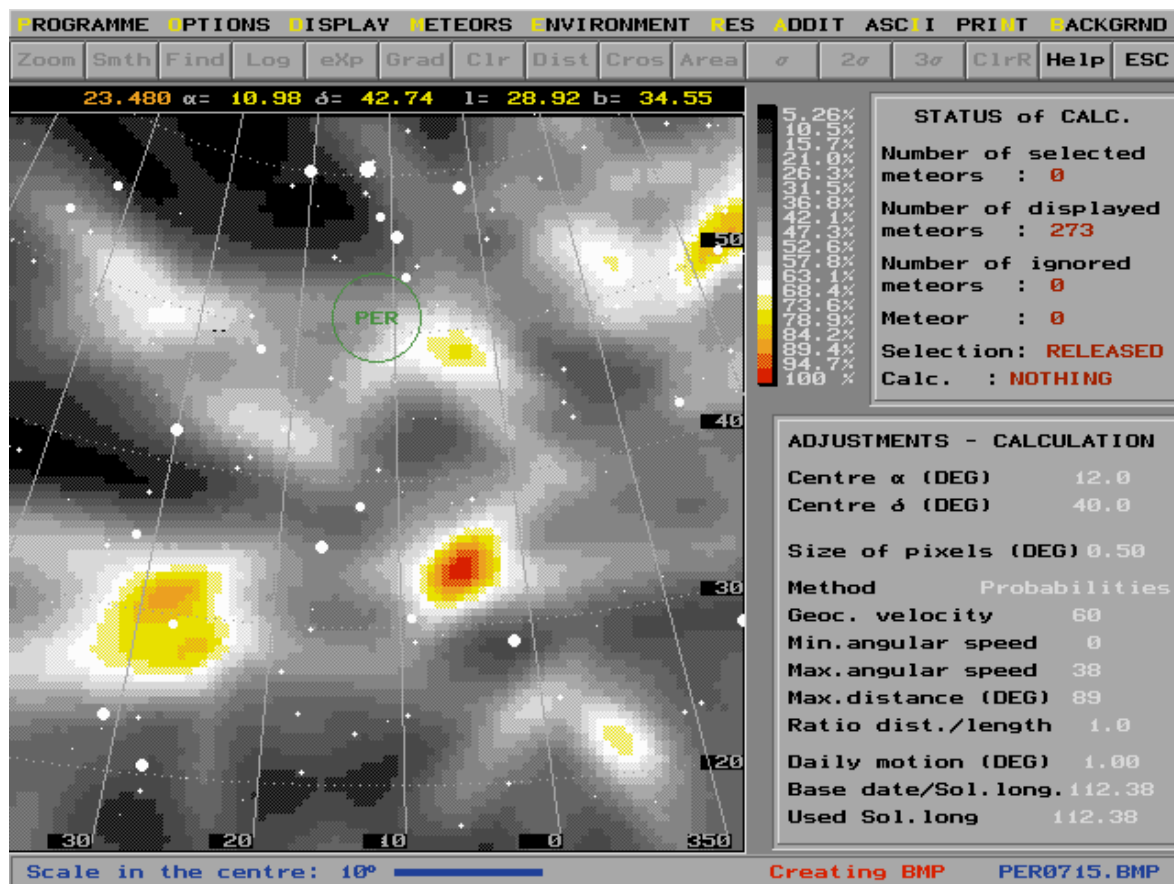 PROGRAMME OPTIONS DISPLAY METEORS ENVIRONMENT RES ADDIT ASCII PRINT BACKGRND
Zoom Smth Find Log eXp Grad Clr Dist Cros Area σ 2σ 3σ ClrR Help ESC
23.480 α= 10.98 δ= 42.74 l= 28.92 b= 34.55
5.26%
10.5%
15.7%
21.0%
26.3%
31.5%
36.8%
42.1%
47.3%
52.6%
57.8%
63.1%
68.4%
73.6%
78.9%
84.2%
89.4%
94.7%
100 %
STATUS of CALC.
Number of selected
meteors : 0
Number of displayed
meteors : 273
Number of ignored
meteors : 0
Meteor : 0
Selection: RELEASED
Calc. : NOTHING
50
PER
40
30
20
30 20 10 0 350
ADJUSTMENTS - CALCULATION
Centre α (DEG) 12.0
Centre δ (DEG) 40.0
Size of pixels (DEG) 0.50
Method Probabilities
Geoc. velocity 60
Min.angular speed 0
Max.angular speed 38
Max.distance (DEG) 89
Ratio dist./length 1.0
Daily motion (DEG) 1.00
Base date/Sol.long. 112.38
Used Sol.long 112.38
Scale in the centre: 10º
Creating BMP PER0715.BMP